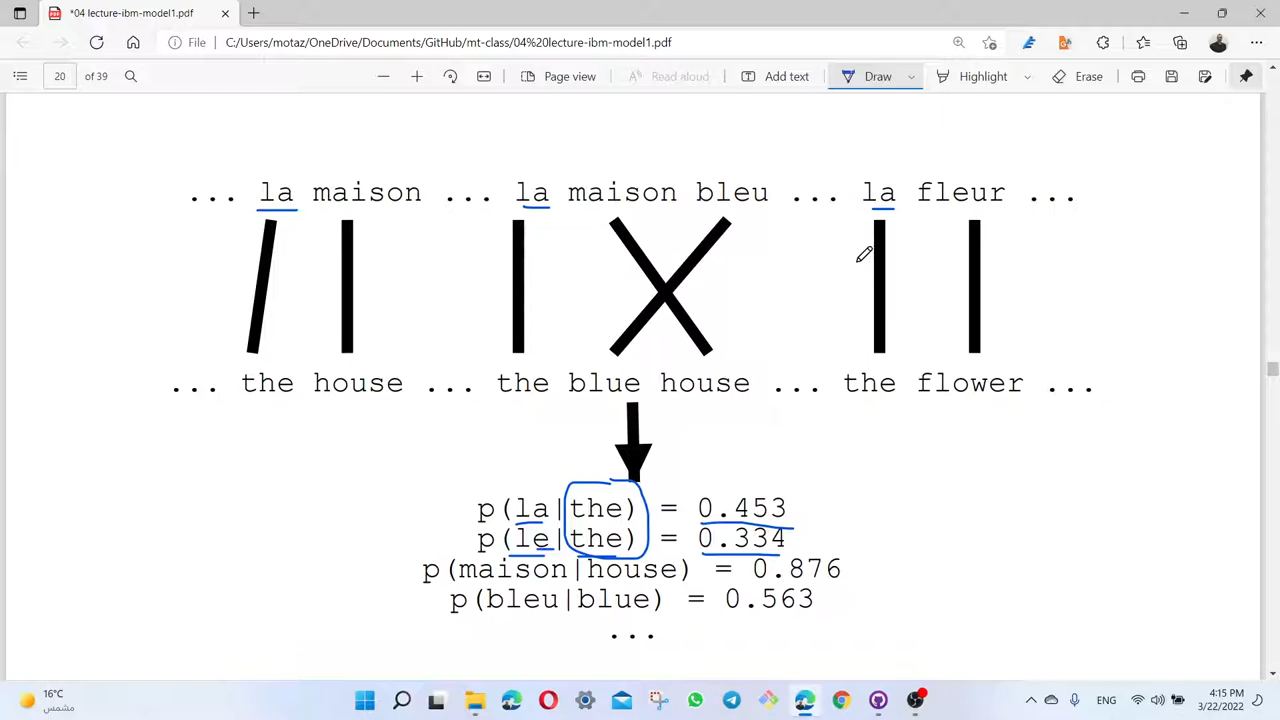 *04 lecture-ibm-model1.pdf
File C:/Users/motaz/OneDrive/Documents/GitHub/mt-class/04%20lecture-ibm-model1.pdf
20 of 39 Page view Read aloud Add text Draw Highlight Erase
... la maison ... la maison bleu ... la fleur ...
... the house ... the blue house ... the flower ...
p(la|the) = 0.453
p(le|the) = 0.334
p(maison|house) = 0.876
p(bleu|blue) = 0.563
...
16°C
مشمس
ENG
4:15 PM
3/22/2022